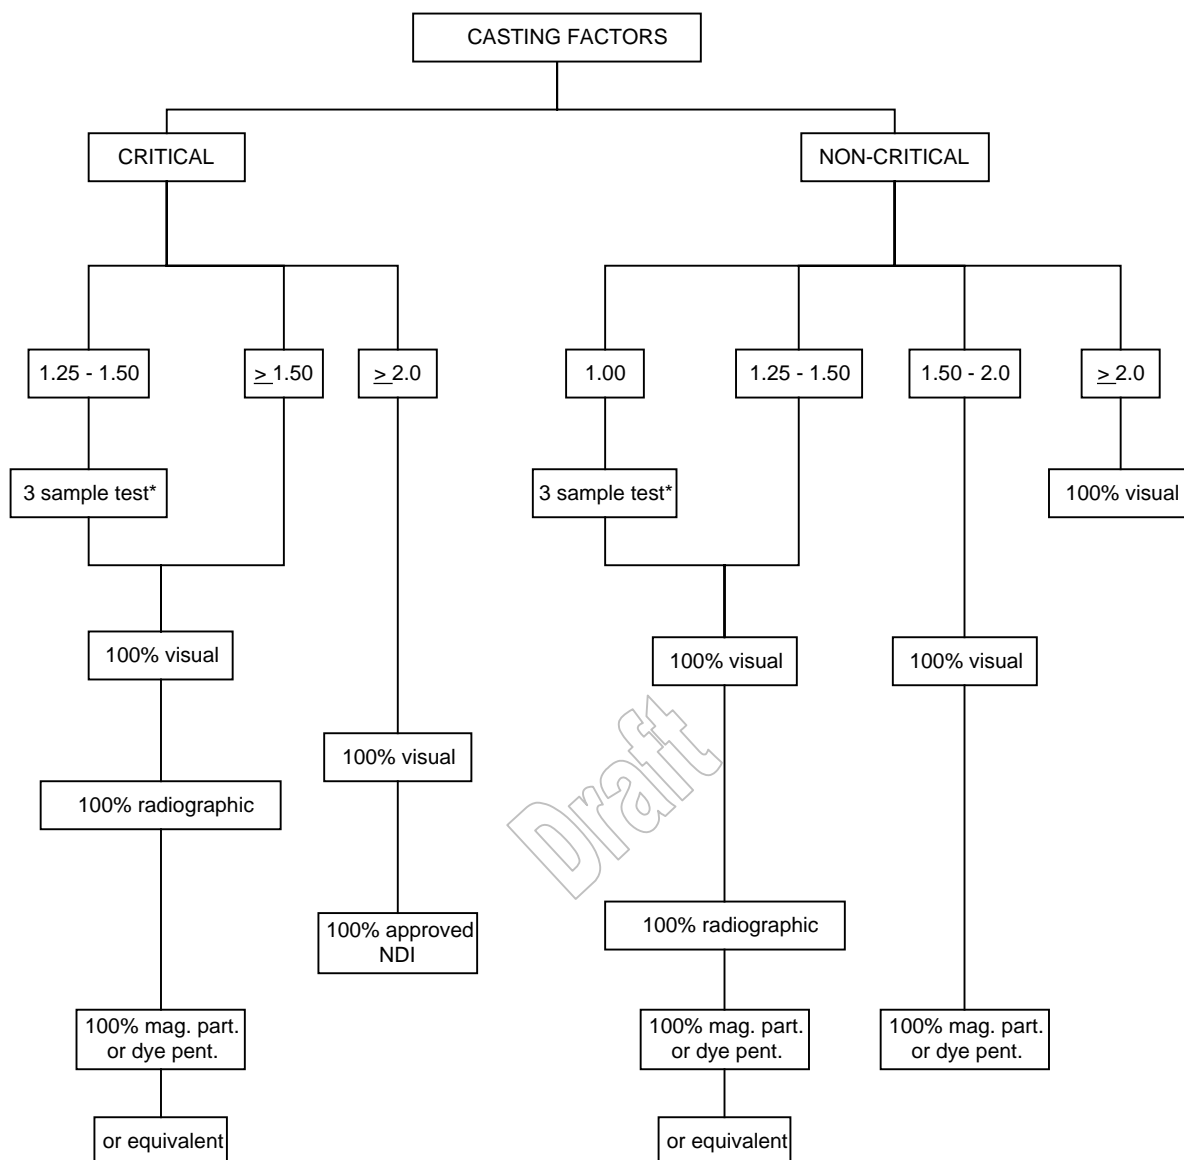 CASTING FACTORS
CRITICAL
NON-CRITICAL
1.25 - 1.50
> 1.50
> 2.0
1.00
1.25 - 1.50
1.50 - 2.0
> 2.0
3 sample test*
3 sample test*
100% visual
100% visual
100% visual
100% visual
100% visual
100% radiographic
Draft
100% approved
NDI
100% radiographic
100% mag. part.
or dye pent.
100% mag. part.
or dye pent.
100% mag. part.
or dye pent.
or equivalent
or equivalent